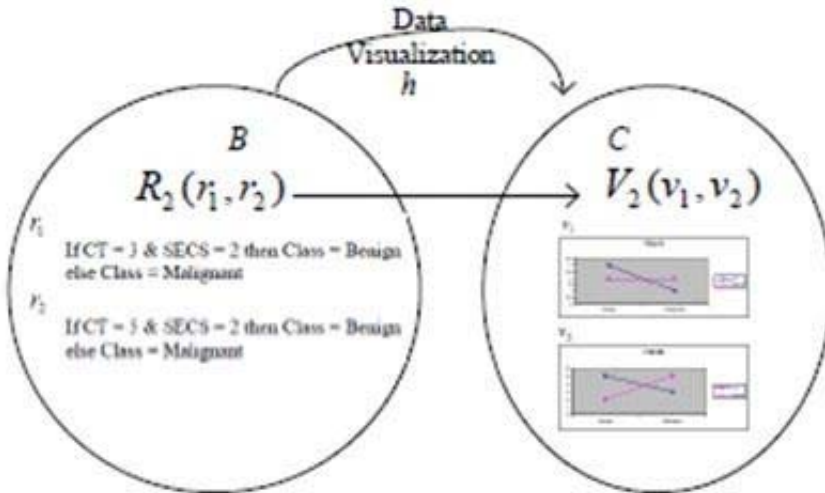 Data
Visualization
h
B
C
R₂(r₁,r₂)
V₂(v₁,v₂)
r₁
If CT = 3 & SECS = 2 then Class = Benign
else Class = Malignant
r₂
If CT = 5 & SECS = 2 then Class = Benign
else Class = Malignant
v₁
v₂